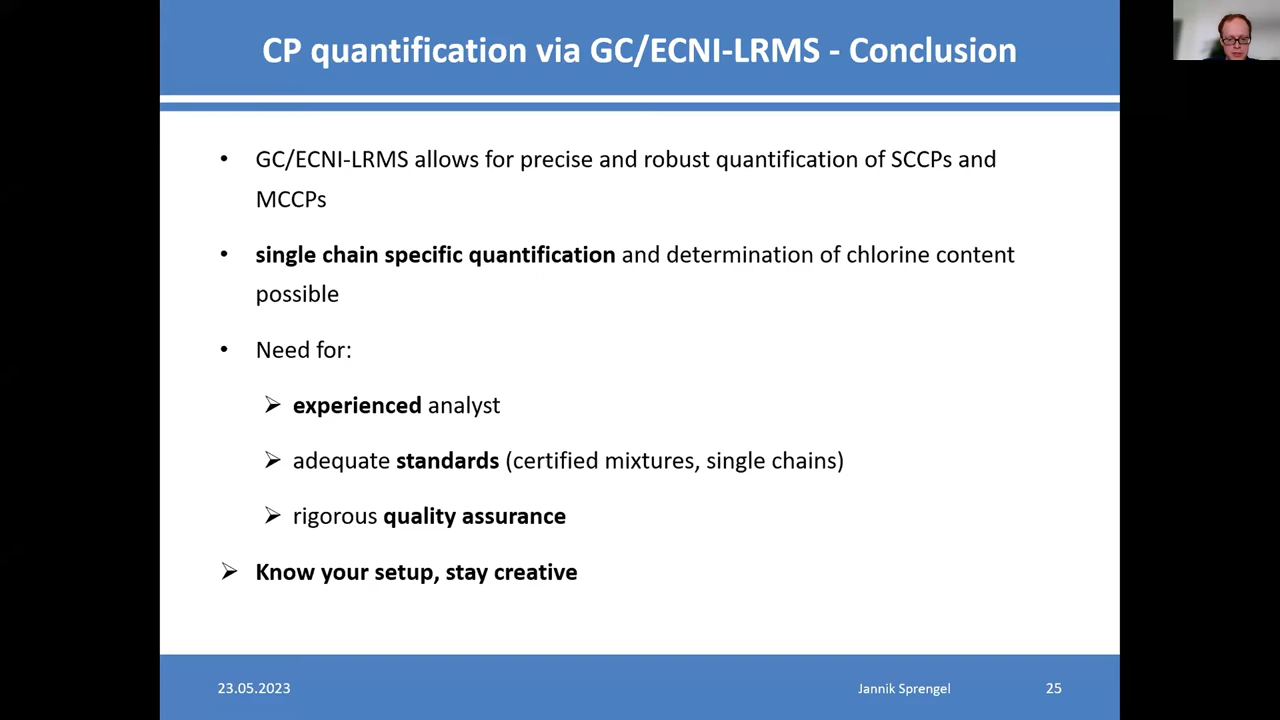 CP quantification via GC/ECNI-LRMS - Conclusion
• GC/ECNI-LRMS allows for precise and robust quantification of SCCPs and
MCCPs
• single chain specific quantification and determination of chlorine content
possible
• Need for:
➢ experienced analyst
➢ adequate standards (certified mixtures, single chains)
➢ rigorous quality assurance
➢ Know your setup, stay creative
23.05.2023
Jannik Sprengel
25